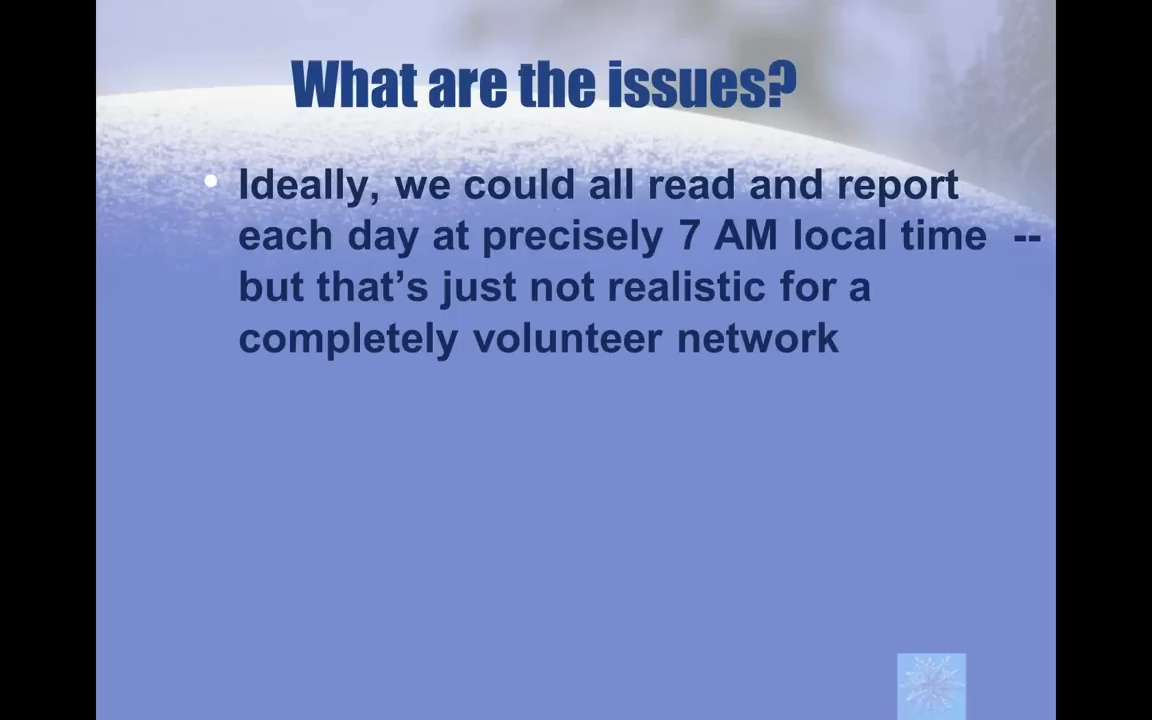 What are the issues?
• Ideally, we could all read and report
each day at precisely 7 AM local time --
but that’s just not realistic for a
completely volunteer network